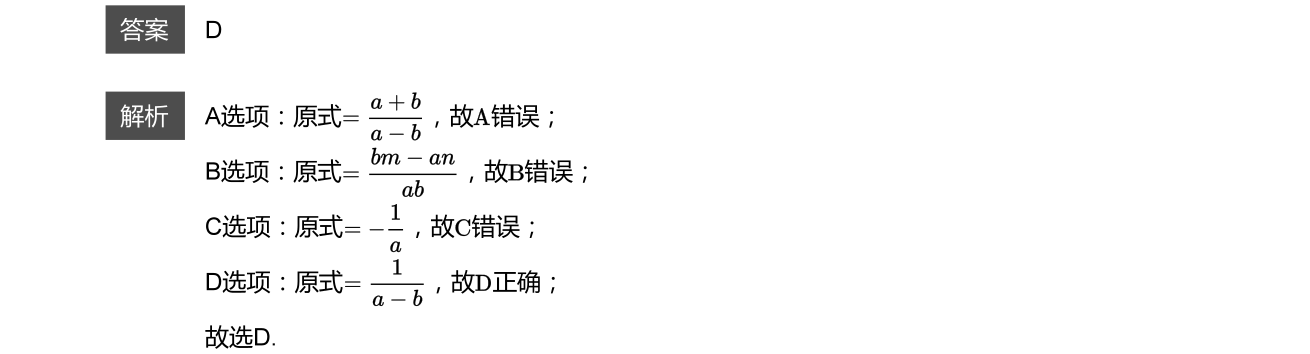 答案 D
解析 A选项：原式= \frac{a+b}{a-b}，故A错误；
B选项：原式= \frac{bm-an}{ab}，故B错误；
C选项：原式= -\frac{1}{a}，故C错误；
D选项：原式= \frac{1}{a-b}，故D正确；
故选D.